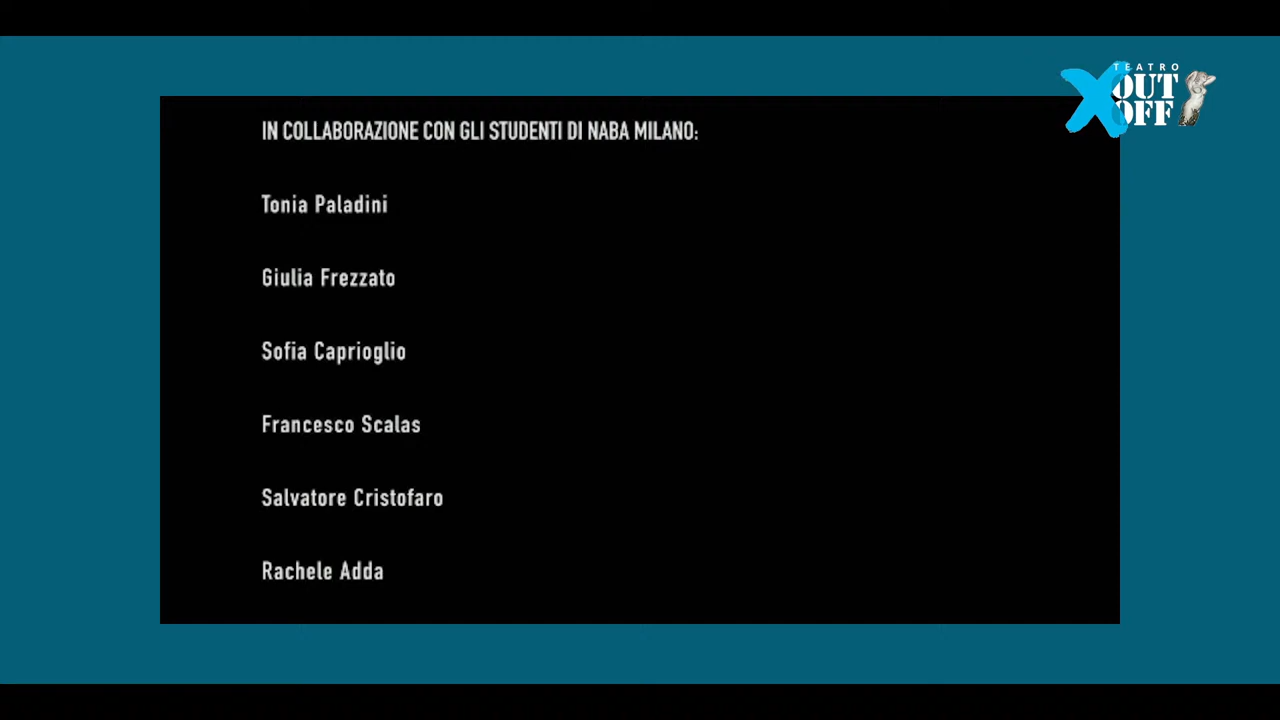 TEATRO
OUT
OFF
IN COLLABORAZIONE CON GLI STUDENTI DI NABA MILANO:
Tonia Paladini
Giulia Frezzato
Sofia Caprioglio
Francesco Scalas
Salvatore Cristofaro
Rachele Adda